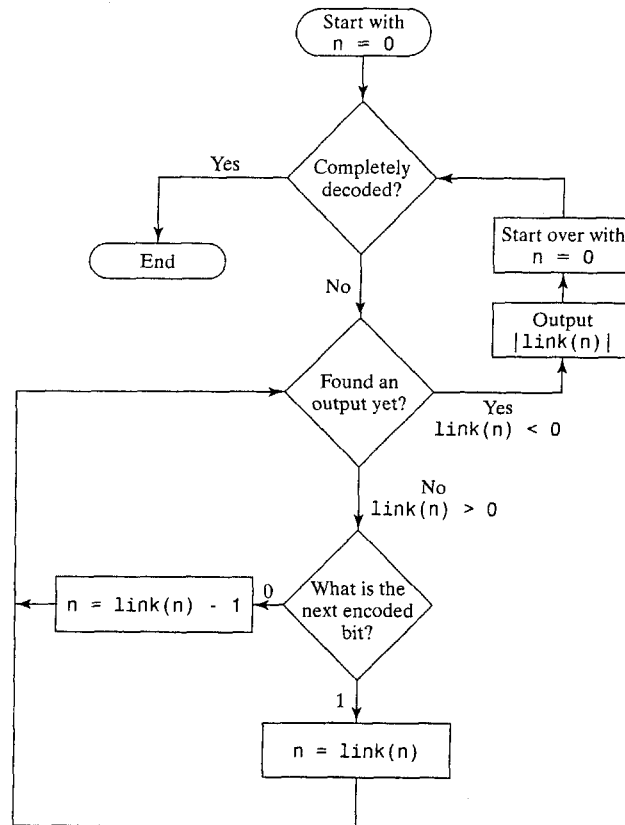 Start with
n = 0
Completely
decoded?
Yes
End
No
Start over with
n = 0
Output
|link(n)|
Found an
output yet?
Yes
link(n) < 0
No
link(n) > 0
What is the
next encoded
bit?
0
n = link(n) - 1
1
n = link(n)